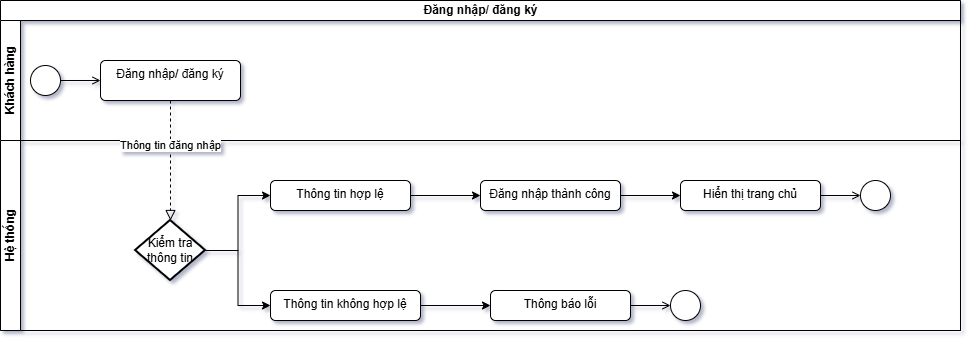 Đăng nhập/ đăng ký
Khách hàng
Đăng nhập/ đăng ký
Thông tin đăng nhập
Hệ thống
Kiểm tra
thông tin
Thông tin hợp lệ
Đăng nhập thành công
Hiển thị trang chủ
Thông tin không hợp lệ
Thông báo lỗi